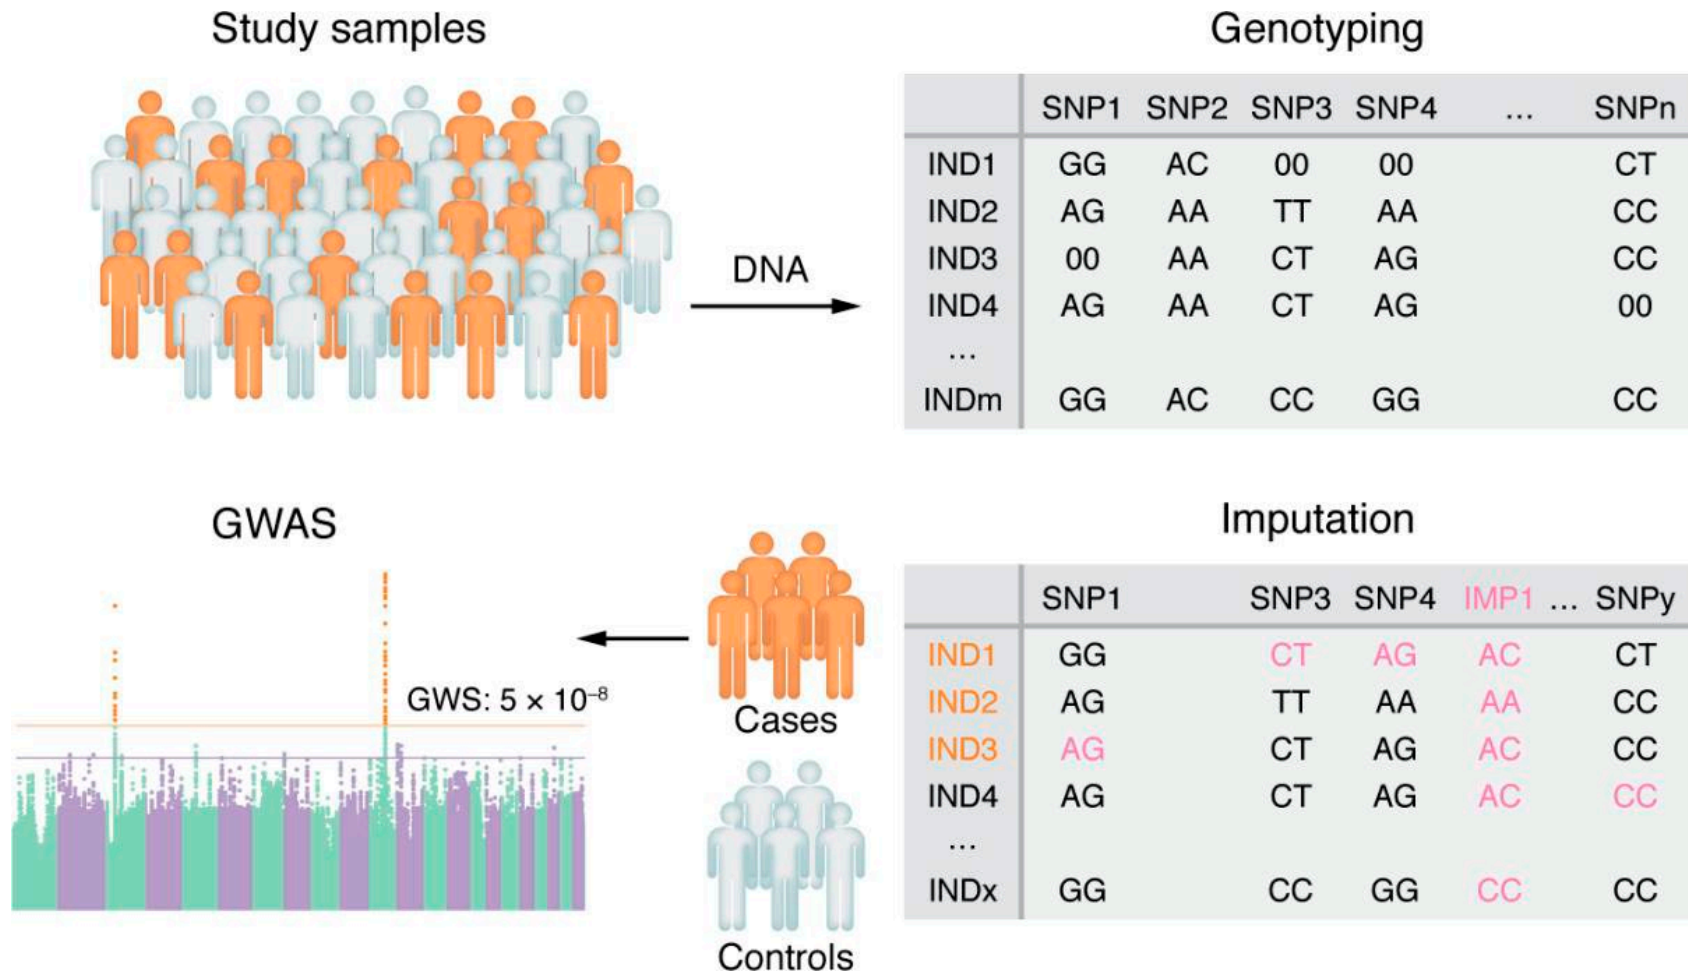 Study samples
DNA
Genotyping
SNP1 SNP2 SNP3 SNP4 ... SNPn
IND1 GG AC 00 00 CT
IND2 AG AA TT AA CC
IND3 00 AA CT AG CC
IND4 AG AA CT AG 00
...
INDm GG AC CC GG CC
GWAS
GWS: 5 × 10⁻⁸
Cases
Controls
Imputation
SNP1 SNP3 SNP4 IMP1 ... SNPy
IND1 GG CT AG AC CT
IND2 AG TT AA AA CC
IND3 AG CT AG AC CC
IND4 AG CT AG AC CC
...
INDx GG CC GG CC CC